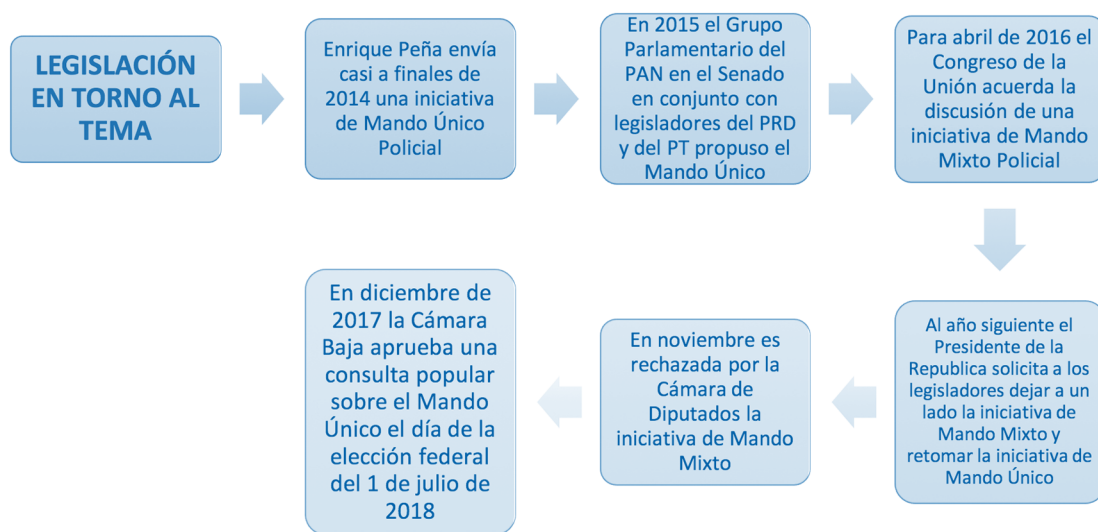 LEGISLACIÓN
EN TORNO AL
TEMA
Enrique Peña envía
casi a finales de
2014 una iniciativa
de Mando Único
Policial
En 2015 el Grupo
Parlamentario del
PAN en el Senado
en conjunto con
legisladores del PRD
y del PT propuso el
Mando Único
Para abril de 2016 el
Congreso de la
Unión acuerda la
discusión de una
iniciativa de Mando
Mixto Policial
Al año siguiente el
Presidente de la
Republica solicita a los
legisladores dejar a un
lado la iniciativa de
Mando Mixto y
retomar la iniciativa de
Mando Único
En noviembre es
rechazada por la
Cámara de
Diputados la
iniciativa de Mando
Mixto
En diciembre de
2017 la Cámara
Baja aprueba una
consulta popular
sobre el Mando
Único el día de la
elección federal
del 1 de julio de
2018